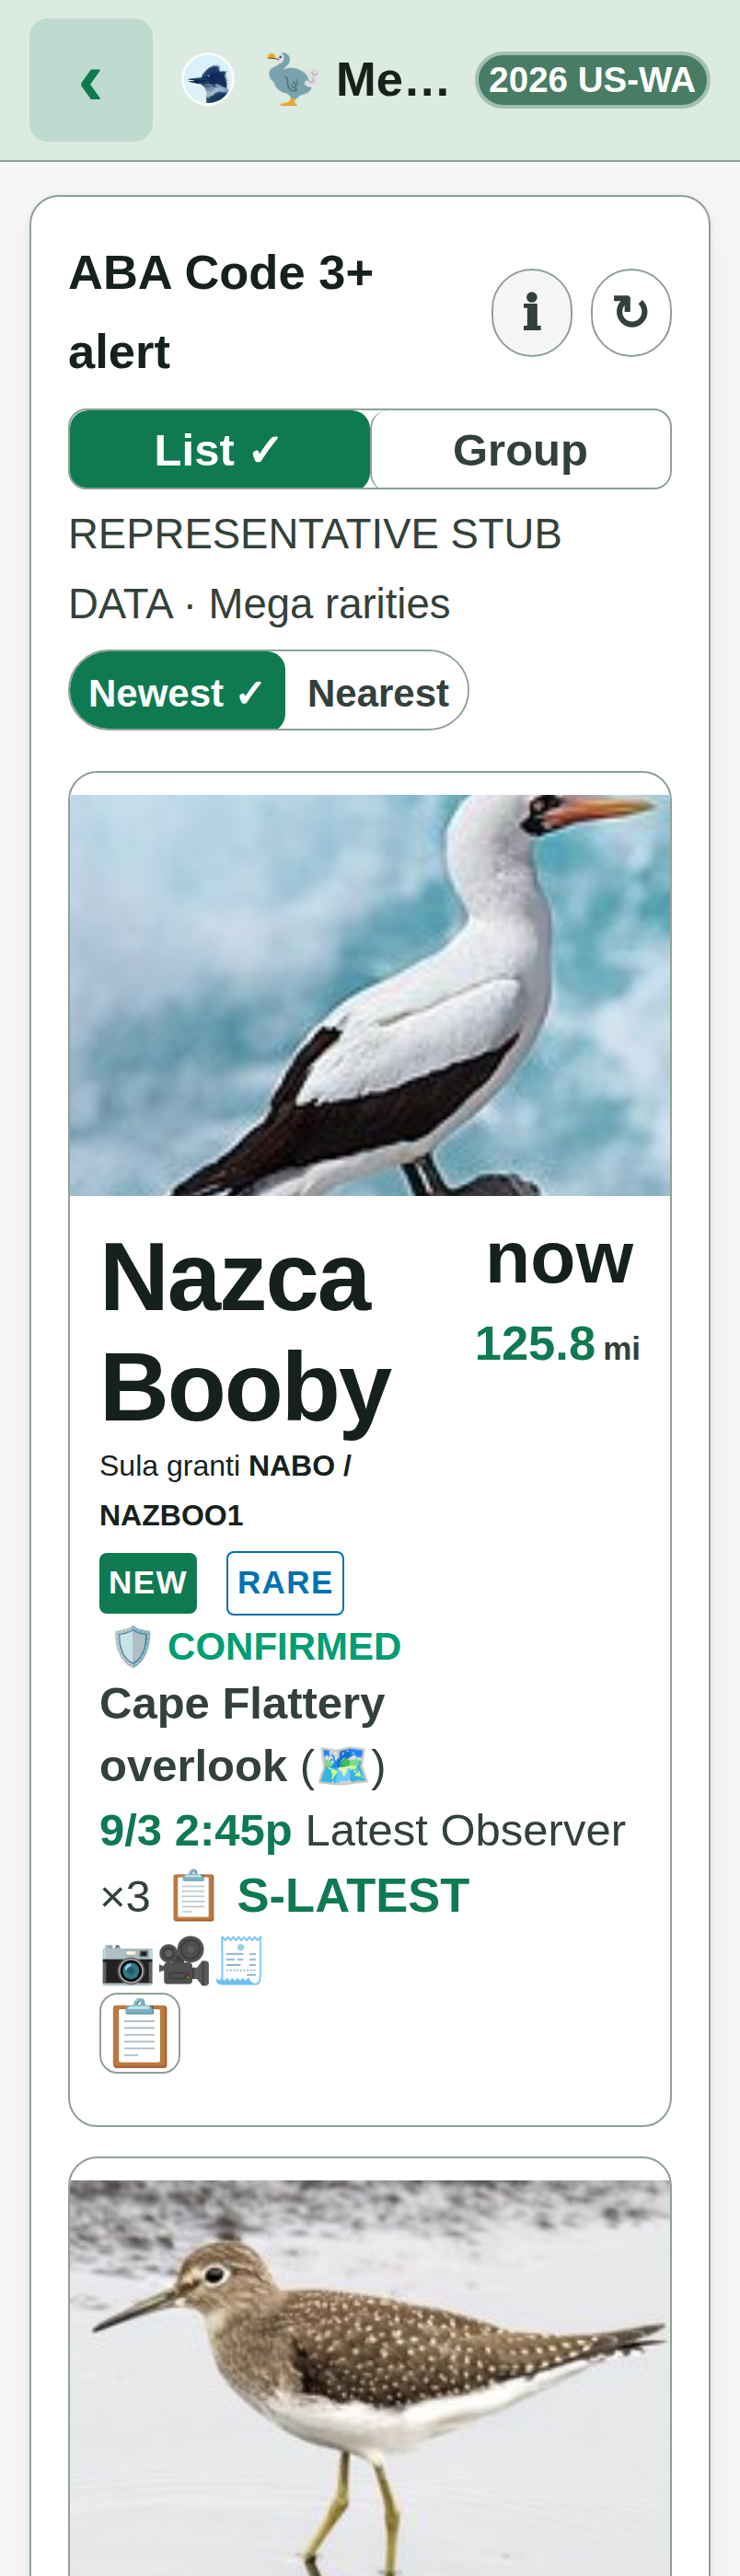 ‹ Me... 2026 US-WA
ABA Code 3+
alert
ℹ ↻
List ✓ Group
REPRESENTATIVE STUB
DATA · Mega rarities
Newest ✓ Nearest
Nazca
Booby
now
125.8 mi
Sula granti NABO /
NAZBOO1
NEW RARE
CONFIRMED
Cape Flattery
overlook (🗺️)
9/3 2:45p Latest Observer
×3 📋 S-LATEST